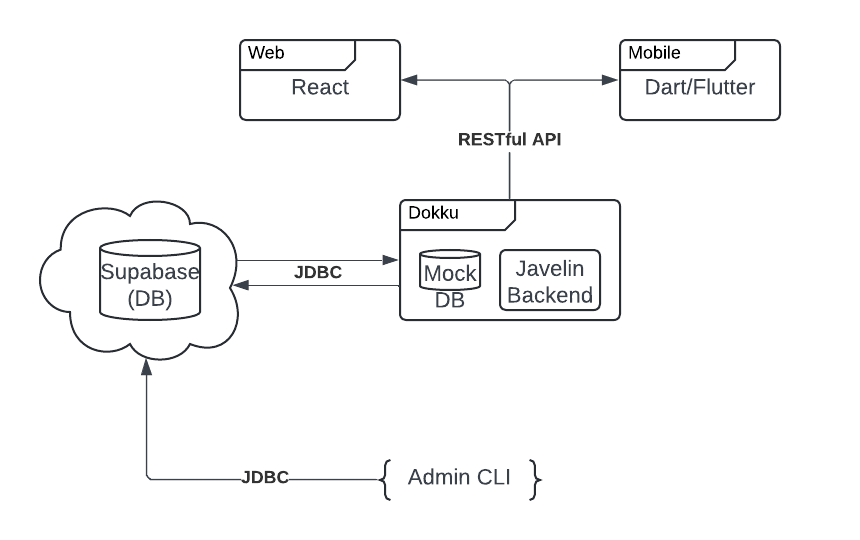 Web
React
Mobile
Dart/Flutter
RESTful API
Dokku
Mock
DB
Javelin
Backend
Supabase
(DB)
JDBC
JDBC
Admin CLI